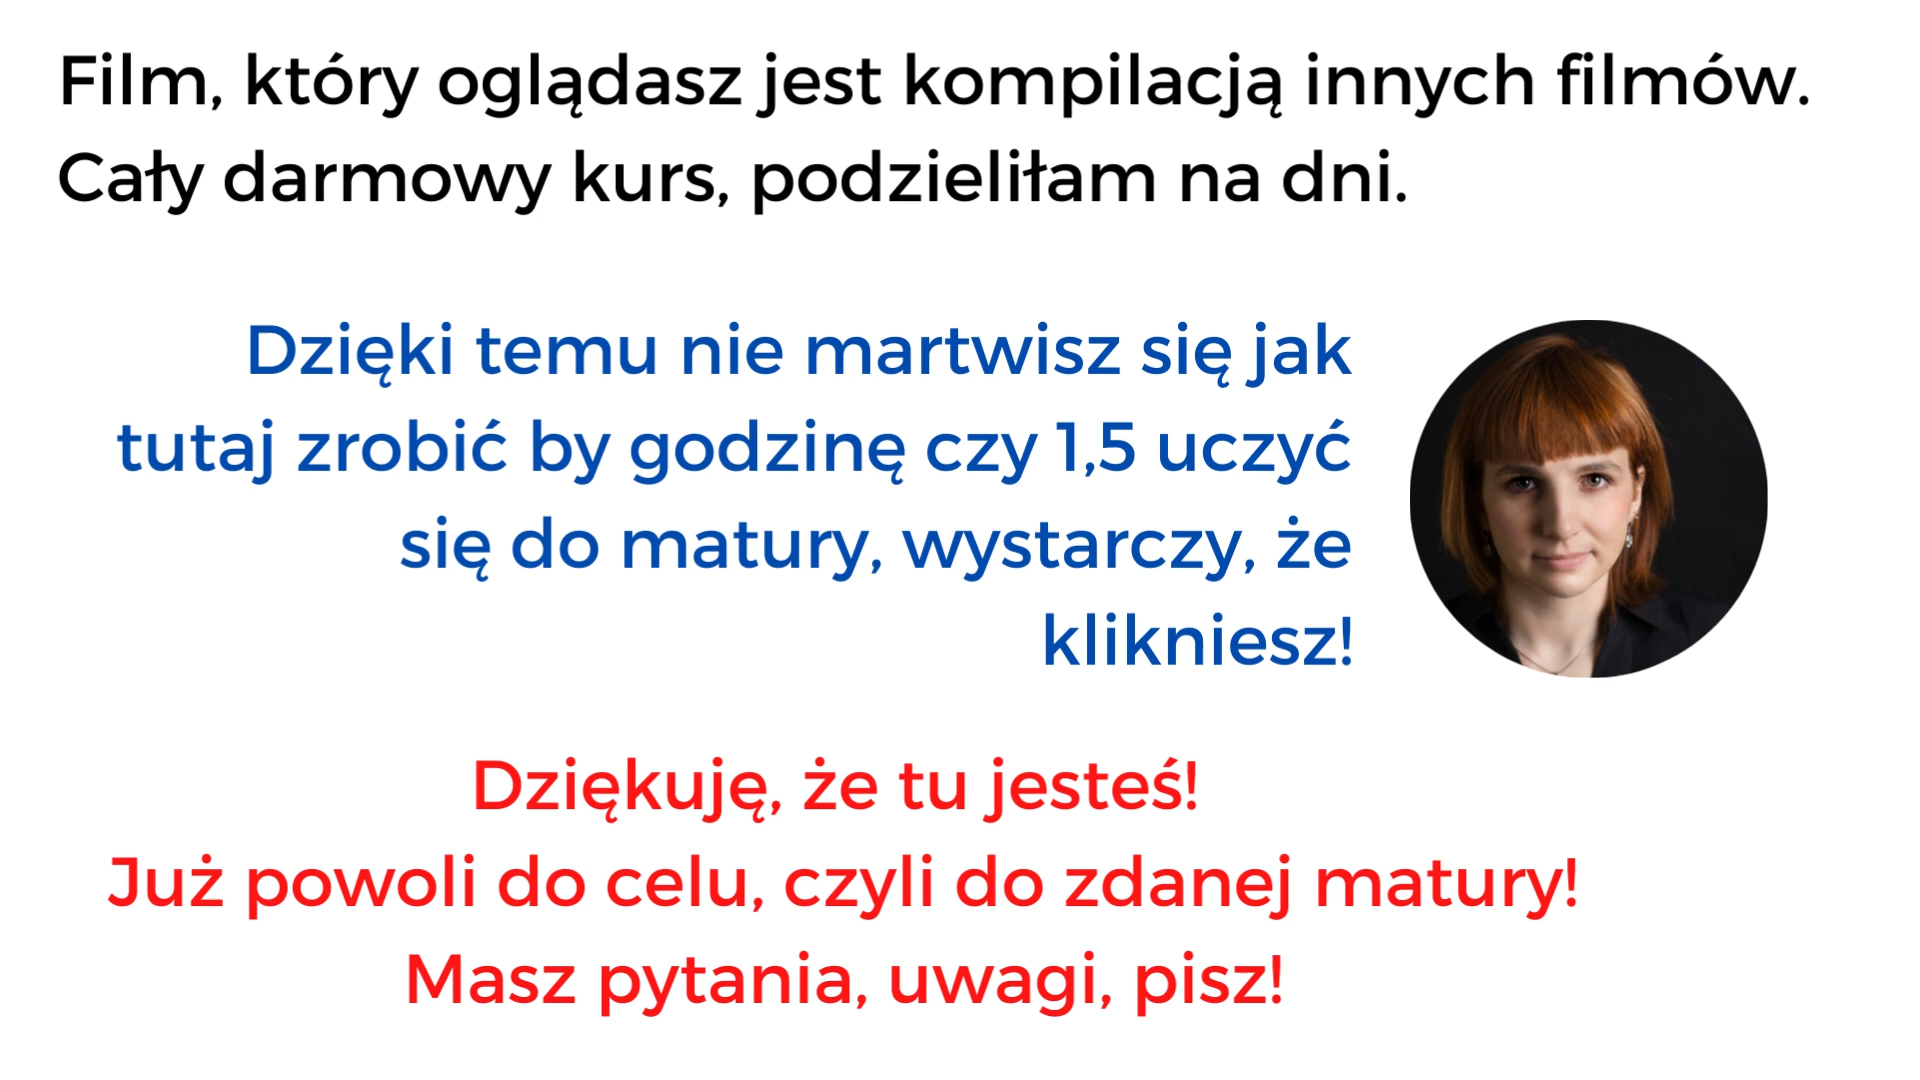 Film, który oglądasz jest kompilacją innych filmów.
Cały darmowy kurs, podzieliłam na dni.
Dzięki temu nie martwisz się jak
tutaj zrobić by godzinę czy 1,5 uczyć
się do matury, wystarczy, że
klikniesz!
Dziękuję, że tu jesteś!
Już powoli do celu, czyli do zdanej matury!
Masz pytania, uwagi, pisz!